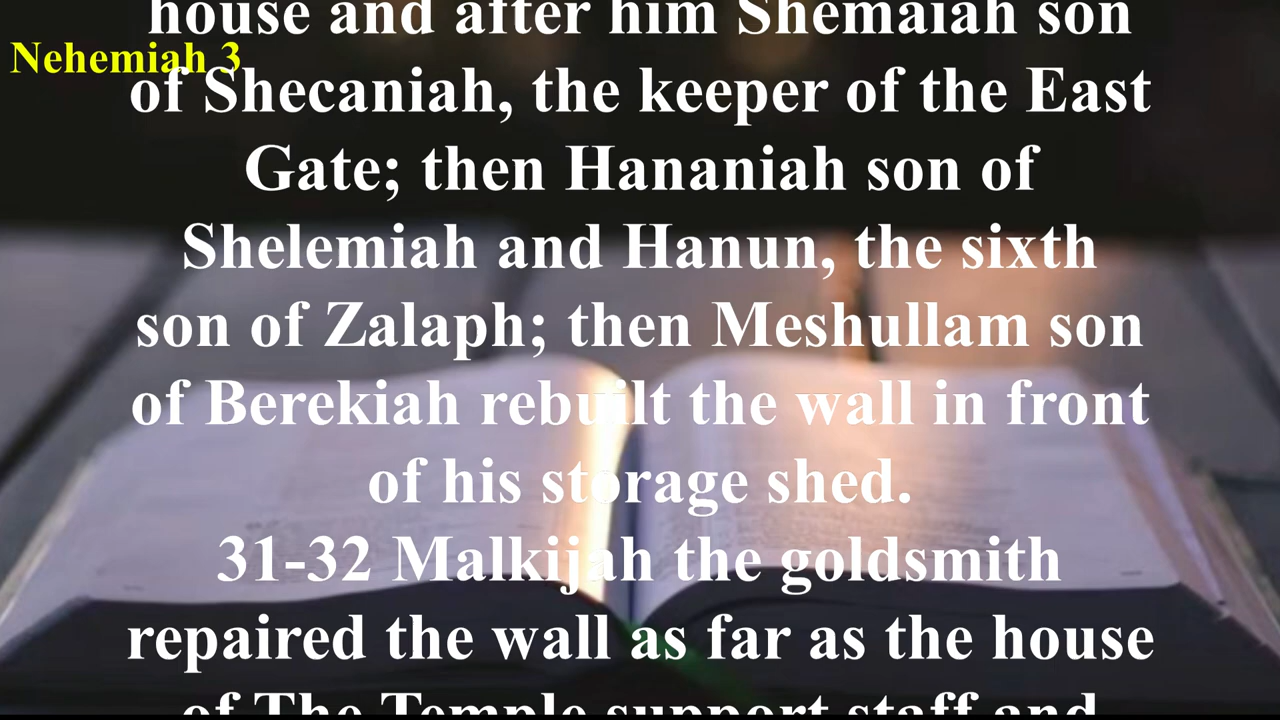 house and after him Shemaiah son
Nehemiah 3
of Shecaniah, the keeper of the East
Gate; then Hananiah son of
Shelemiah and Hanun, the sixth
son of Zalaph; then Meshullam son
of Berekiah rebuilt the wall in front
of his storage shed.
31-32 Malkijah the goldsmith
repaired the wall as far as the house
of The Temple support staff and